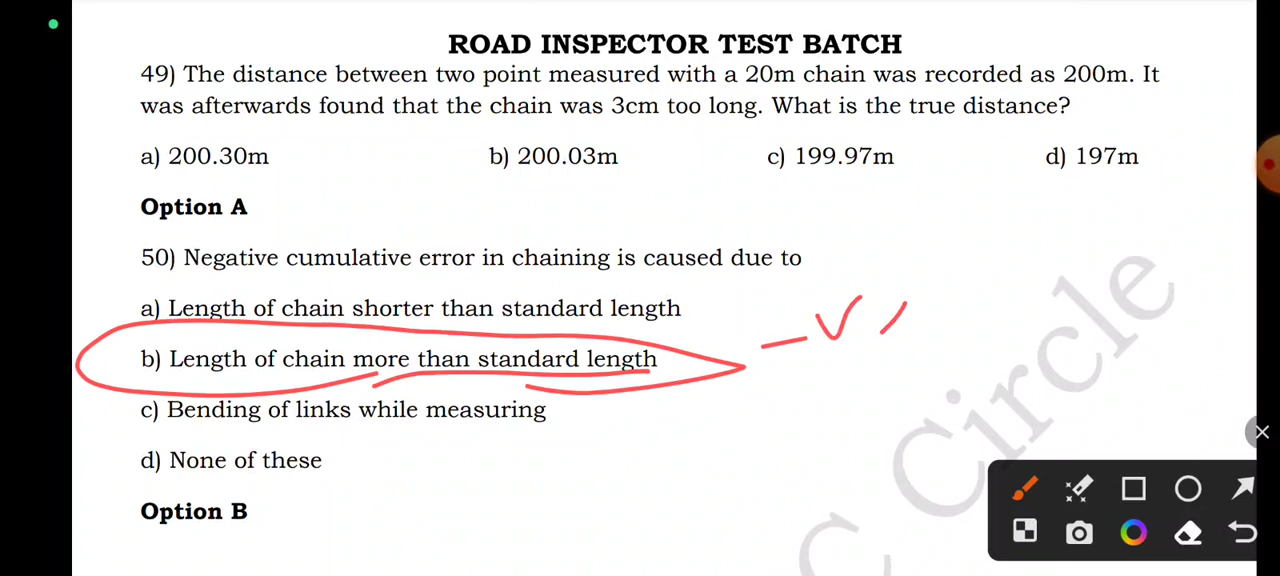 ROAD INSPECTOR TEST BATCH
49) The distance between two point measured with a 20m chain was recorded as 200m. It
was afterwards found that the chain was 3cm too long. What is the true distance?
a) 200.30m b) 200.03m c) 199.97m d) 197m
Option A
50) Negative cumulative error in chaining is caused due to
a) Length of chain shorter than standard length
b) Length of chain more than standard length
c) Bending of links while measuring
d) None of these
Option B
C Circle